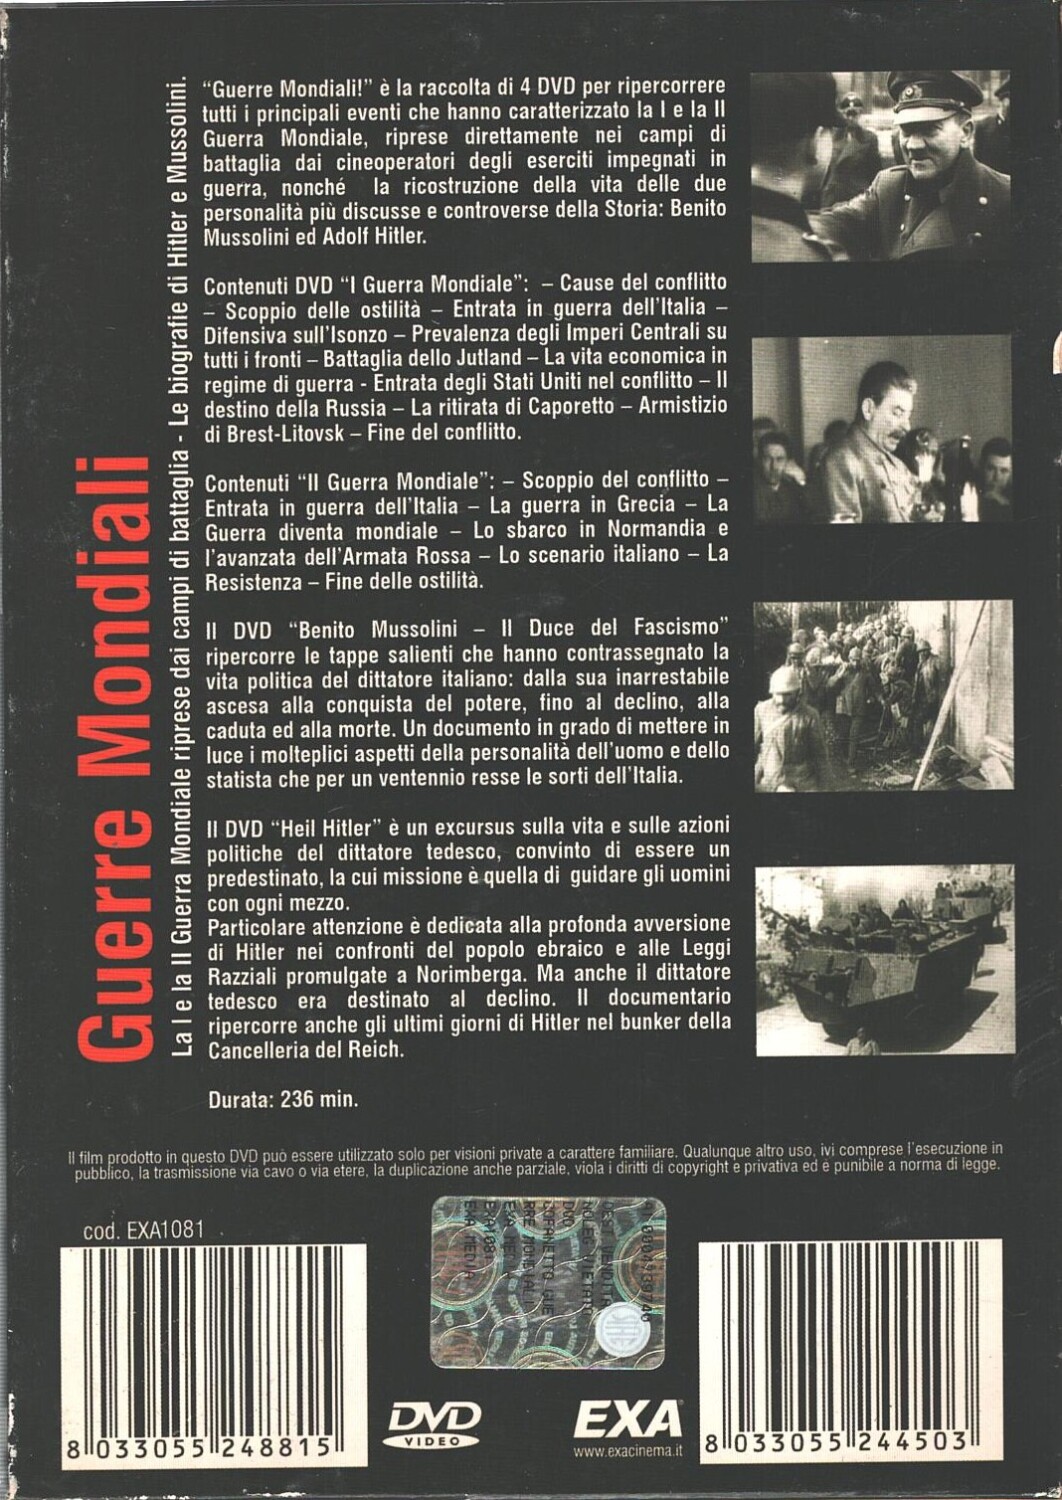 Guerre Mondiali
La I e la II Guerra Mondiale riprese dai campi di battaglia - Le biografie di Hitler e Mussolini.
“Guerre Mondiali!” è la raccolta di 4 DVD per ripercorrere
tutti i principali eventi che hanno caratterizzato la I e la II
Guerra Mondiale, riprese direttamente nei campi di
battaglia dai cineoperatori degli eserciti impegnati in
guerra, nonché la ricostruzione della vita delle due
personalità più discusse e controverse della Storia: Benito
Mussolini ed Adolf Hitler.
Contenuti DVD “I Guerra Mondiale”: – Cause del conflitto
– Scoppio delle ostilità – Entrata in guerra dell'Italia –
Difensiva sull'Isonzo – Prevalenza degli Imperi Centrali su
tutti i fronti – Battaglia dello Jutland – La vita economica in
regime di guerra - Entrata degli Stati Uniti nel conflitto – Il
destino della Russia – La ritirata di Caporetto – Armistizio
di Brest-Litovsk – Fine del conflitto.
Contenuti “II Guerra Mondiale”: – Scoppio del conflitto –
Entrata in guerra dell'Italia – La guerra in Grecia – La
Guerra diventa mondiale – Lo sbarco in Normandia e
l'avanzata dell'Armata Rossa – Lo scenario italiano – La
Resistenza – Fine delle ostilità.
Il DVD “Benito Mussolini – Il Duce del Fascismo”
ripercorre le tappe salienti che hanno contrassegnato la
vita politica del dittatore italiano: dalla sua inarrestabile
ascesa alla conquista del potere, fino al declino, alla
caduta ed alla morte. Un documento in grado di mettere in
luce i molteplici aspetti della personalità dell'uomo e dello
statista che per un ventennio resse le sorti dell'Italia.
Il DVD “Heil Hitler” è un excursus sulla vita e sulle azioni
politiche del dittatore tedesco, convinto di essere un
predestinato, la cui missione è quella di guidare gli uomini
con ogni mezzo.
Particolare attenzione è dedicata alla profonda avversione
di Hitler nei confronti del popolo ebraico e alle Leggi
Razziali promulgate a Norimberga. Ma anche il dittatore
tedesco era destinato al declino. Il documentario
ripercorre anche gli ultimi giorni di Hitler nel bunker della
Cancelleria del Reich.
Durata: 236 min.
Il film prodotto in questo DVD può essere utilizzato solo per visioni private a carattere familiare. Qualunque altro uso, ivi comprese l'esecuzione in
pubblico, la trasmissione via cavo o via etere, la duplicazione anche parziale, viola i diritti di copyright e privativa ed è punibile a norma di legge.
cod. EXA1081
DEST VENDITA
NOLEG VIETATO
DVD
COFANETTO GUE
RRE MONDIALI
EXA MED
EXA1081
EXA MEDIA
SIAE
8 033055 248815
DVD
VIDEO
EXA
www.exacinema.it
8 033055 244503